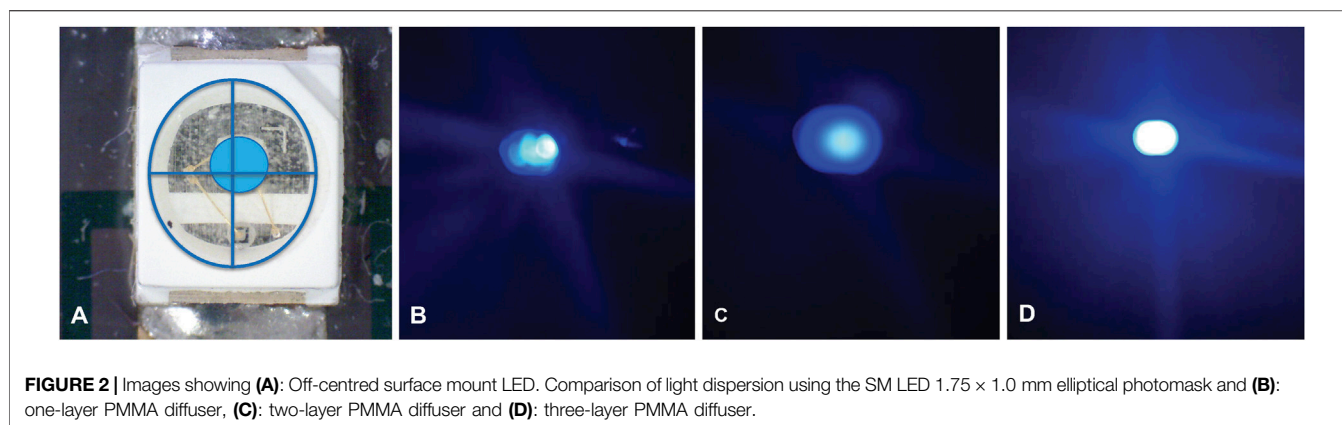 A
B
C
D
FIGURE 2 | Images showing (A): Off-centred surface mount LED. Comparison of light dispersion using the SM LED 1.75 × 1.0 mm elliptical photomask and (B):
one-layer PMMA diffuser, (C): two-layer PMMA diffuser and (D): three-layer PMMA diffuser.